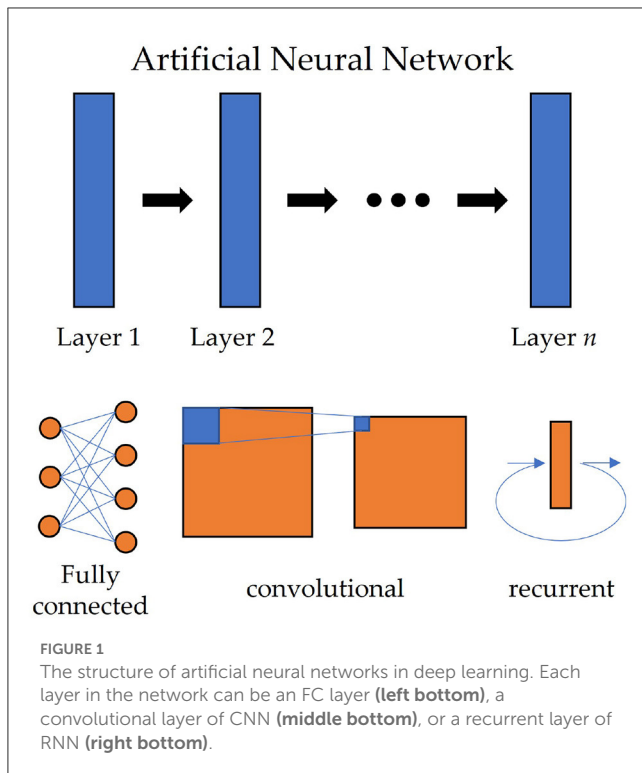 Artificial Neural Network
Layer 1
Layer 2
Layer n
Fully
connected
convolutional
recurrent
FIGURE 1
The structure of artificial neural networks in deep learning. Each
layer in the network can be an FC layer (left bottom), a
convolutional layer of CNN (middle bottom), or a recurrent layer of
RNN (right bottom).